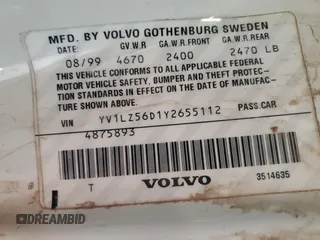 MFD. BY VOLVO GOTHENBURG SWEDEN
DATE: GV.W.R GA.W.R.FRONT GA.W.R.REAR
08/99 4670 2400 2470 LB
THIS VEHICLE CONFORMS TO ALL APPLICABLE FEDERAL
MOTOR VEHICLE SAFETY, BUMPER AND THEFT PREVEN-
TION STANDARDS IN EFFECT ON THE DATE OF MANUFAC-
TURE SHOWN ABOVE.
VIN YV1LZ56D1Y2655112 PASS.CAR
4875893
T VOLVO 3514635
DREAMBID